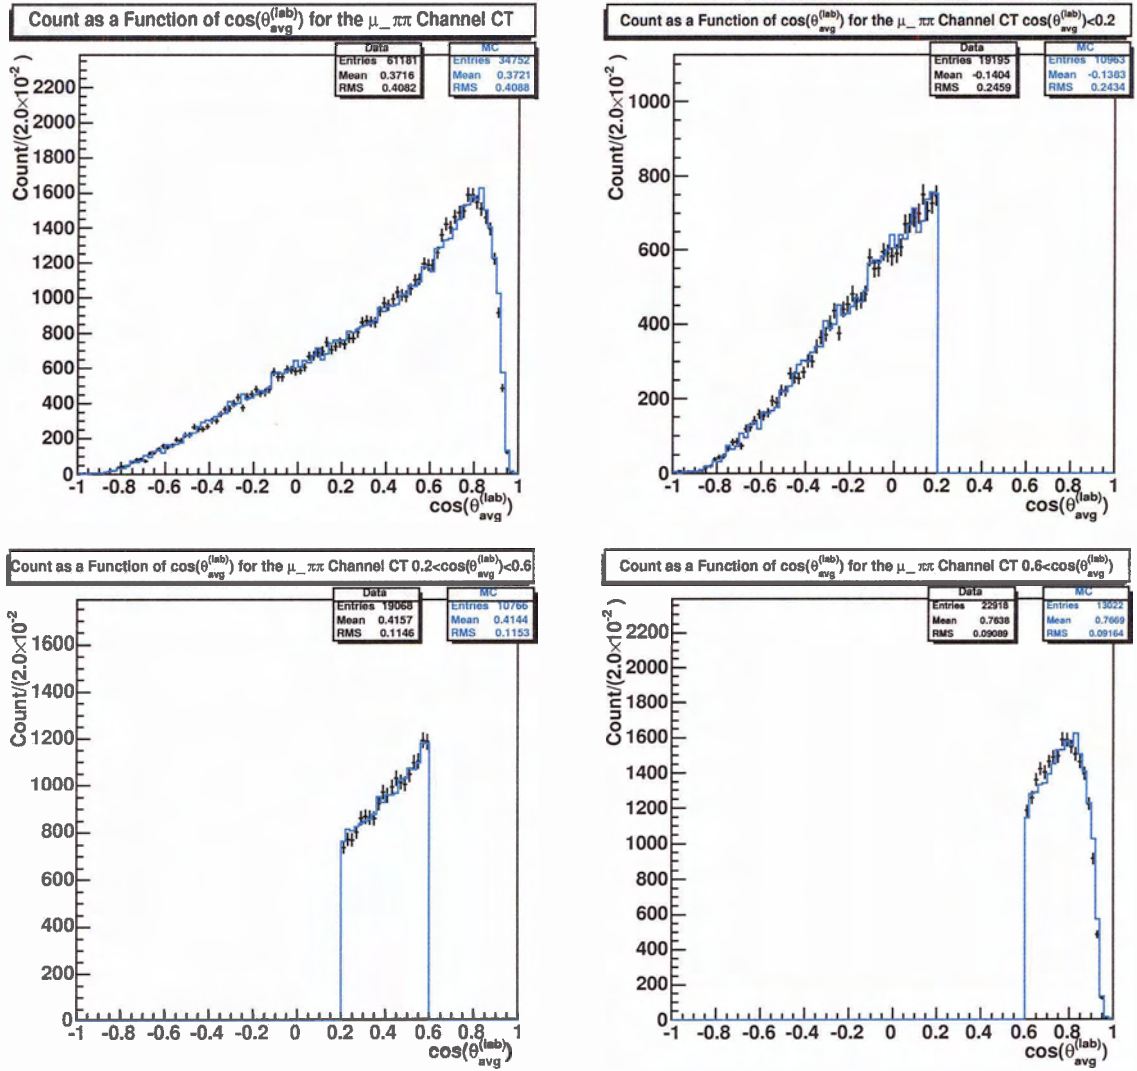 Count as a Function of cos(θ(lab)avg) for the μ_ ππ Channel CT
Data
Entries 61181
Mean 0.3716
RMS 0.4082
MC
Entries 34752
Mean 0.3721
RMS 0.4088
Count/(2.0×10-2 )
2200
2000
1800
1600
1400
1200
1000
800
600
400
200
0
-1 -0.8 -0.6 -0.4 -0.2 0 0.2 0.4 0.6 0.8 1
cos(θ(lab)avg)
Count as a Function of cos(θ(lab)avg) for the μ_ ππ Channel CT cos(θ(lab)avg)<0.2
Data
Entries 19195
Mean -0.1404
RMS 0.2459
MC
Entries 10963
Mean -0.1383
RMS 0.2434
Count/(2.0×10-2 )
1000
800
600
400
200
0
-1 -0.8 -0.6 -0.4 -0.2 0 0.2 0.4 0.6 0.8 1
cos(θ(lab)avg)
Count as a Function of cos(θ(lab)avg) for the μ_ ππ Channel CT 0.2<cos(θ(lab)avg)<0.6
Data
Entries 19068
Mean 0.4157
RMS 0.1146
MC
Entries 10766
Mean 0.4144
RMS 0.1153
Count/(2.0×10-2 )
1600
1400
1200
1000
800
600
400
200
0
-1 -0.8 -0.6 -0.4 -0.2 0 0.2 0.4 0.6 0.8 1
cos(θ(lab)avg)
Count as a Function of cos(θ(lab)avg) for the μ_ ππ Channel CT 0.6<cos(θ(lab)avg)
Data
Entries 22918
Mean 0.7638
RMS 0.09089
MC
Entries 13022
Mean 0.7669
RMS 0.09164
Count/(2.0×10-2 )
2200
2000
1800
1600
1400
1200
1000
800
600
400
200
0
-1 -0.8 -0.6 -0.4 -0.2 0 0.2 0.4 0.6 0.8 1
cos(θ(lab)avg)